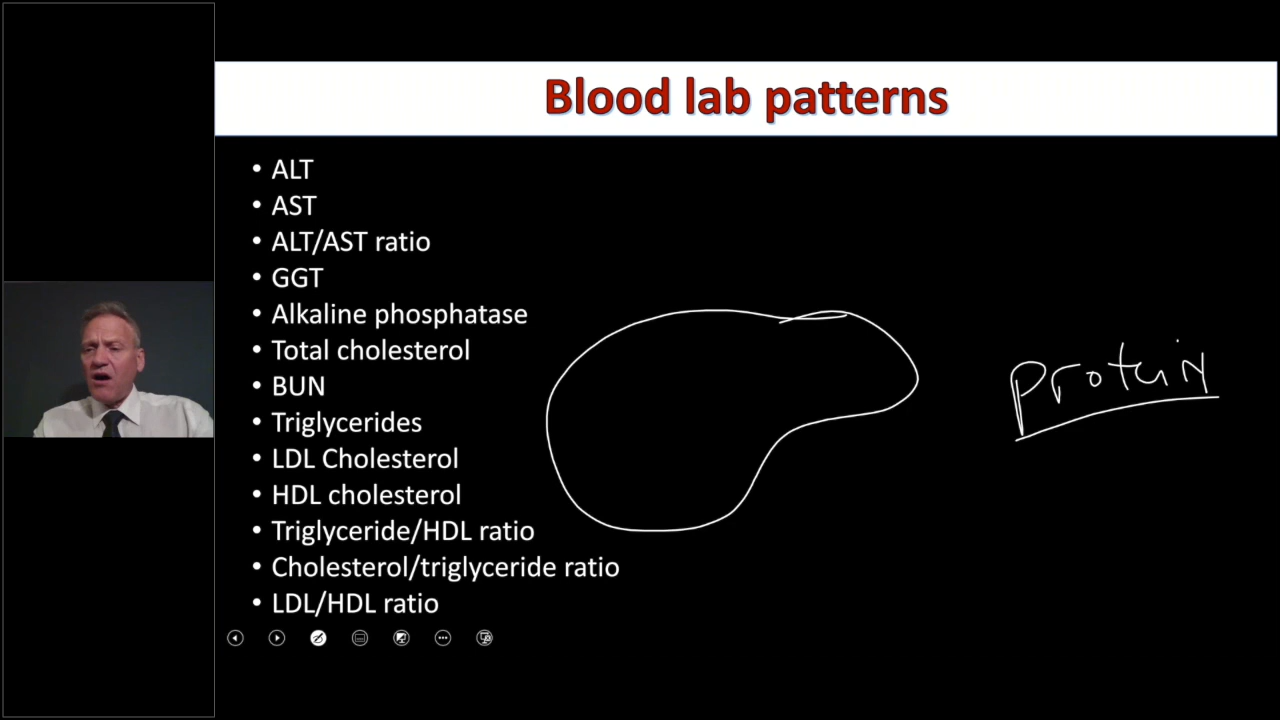 Blood lab patterns
• ALT
• AST
• ALT/AST ratio
• GGT
• Alkaline phosphatase
• Total cholesterol
• BUN
• Triglycerides
• LDL Cholesterol
• HDL cholesterol
• Triglyceride/HDL ratio
• Cholesterol/triglyceride ratio
• LDL/HDL ratio
Protein